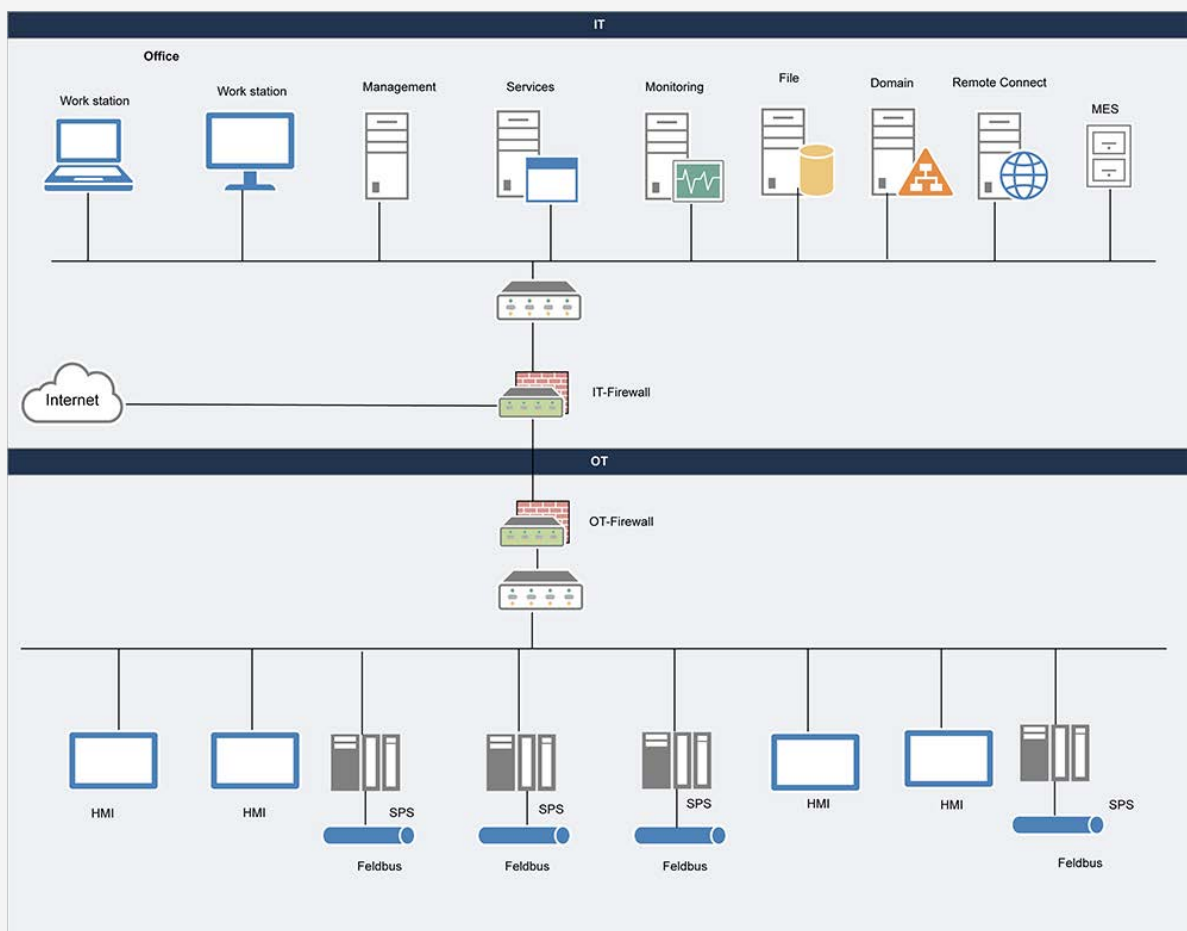 IT
Office
Work station
Work station
Management
Services
Monitoring
File
Domain
Remote Connect
MES
Internet
IT-Firewall
OT
OT-Firewall
HMI
HMI
SPS
Feldbus
SPS
Feldbus
SPS
Feldbus
HMI
HMI
SPS
Feldbus